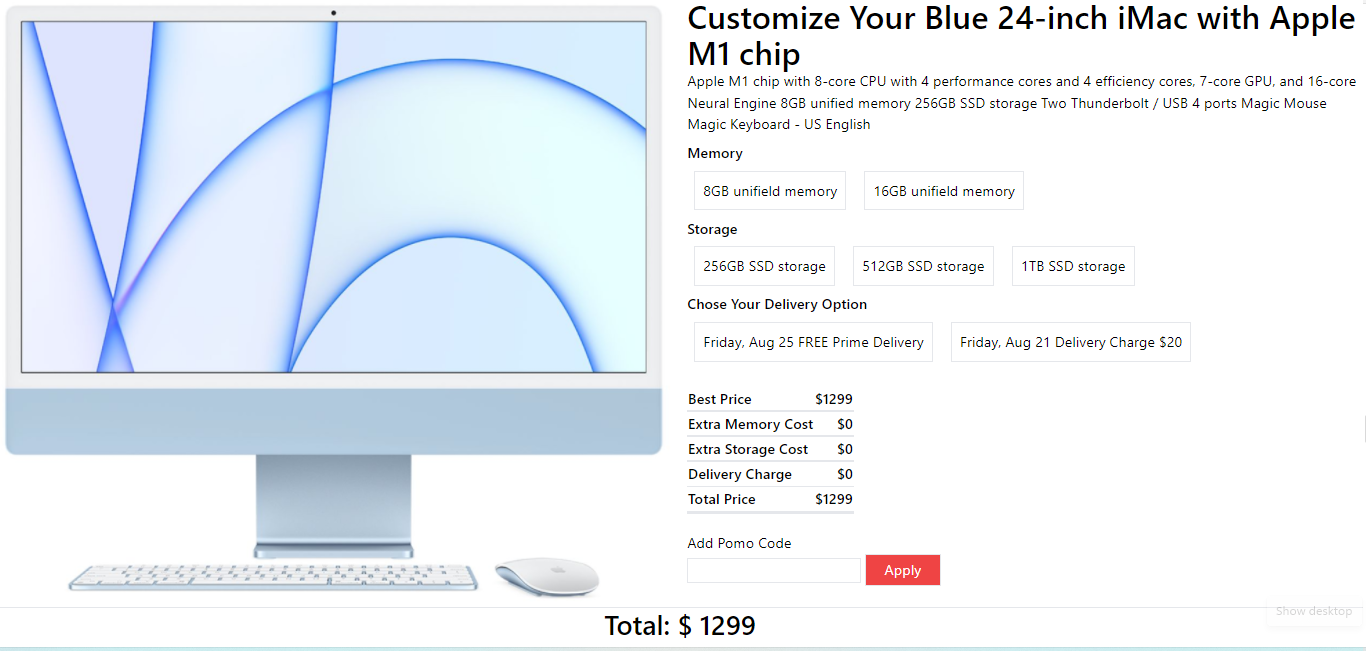 Customize Your Blue 24-inch iMac with Apple
M1 chip
Apple M1 chip with 8-core CPU with 4 performance cores and 4 efficiency cores, 7-core GPU, and 16-core
Neural Engine 8GB unified memory 256GB SSD storage Two Thunderbolt / USB 4 ports Magic Mouse
Magic Keyboard - US English
Memory
8GB unifield memory 16GB unifield memory
Storage
256GB SSD storage 512GB SSD storage 1TB SSD storage
Chose Your Delivery Option
Friday, Aug 25 FREE Prime Delivery Friday, Aug 21 Delivery Charge $20
Best Price $1299
Extra Memory Cost $0
Extra Storage Cost $0
Delivery Charge $0
Total Price $1299
Add Pomo Code
Apply
Show desktop
Total: $ 1299